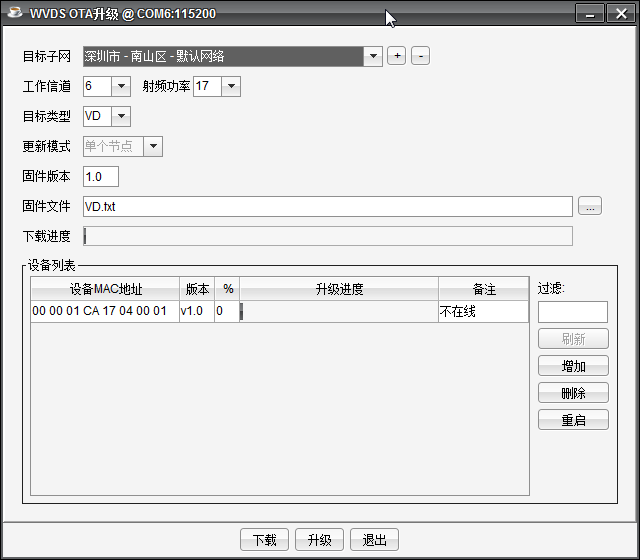 WVDS OTA升级 @ COM6:115200
目标子网 深圳市 - 南山区 - 默认网络 + -
工作信道 6 射频功率 17
目标类型 VD
更新模式 单个节点
固件版本 1.0
固件文件 VD.txt ...
下载进度
设备列表
设备MAC地址 版本 % 升级进度 备注
00 00 01 CA 17 04 00 01 v1.0 0 不在线
过滤:
刷新
增加
删除
重启
下载 升级 退出